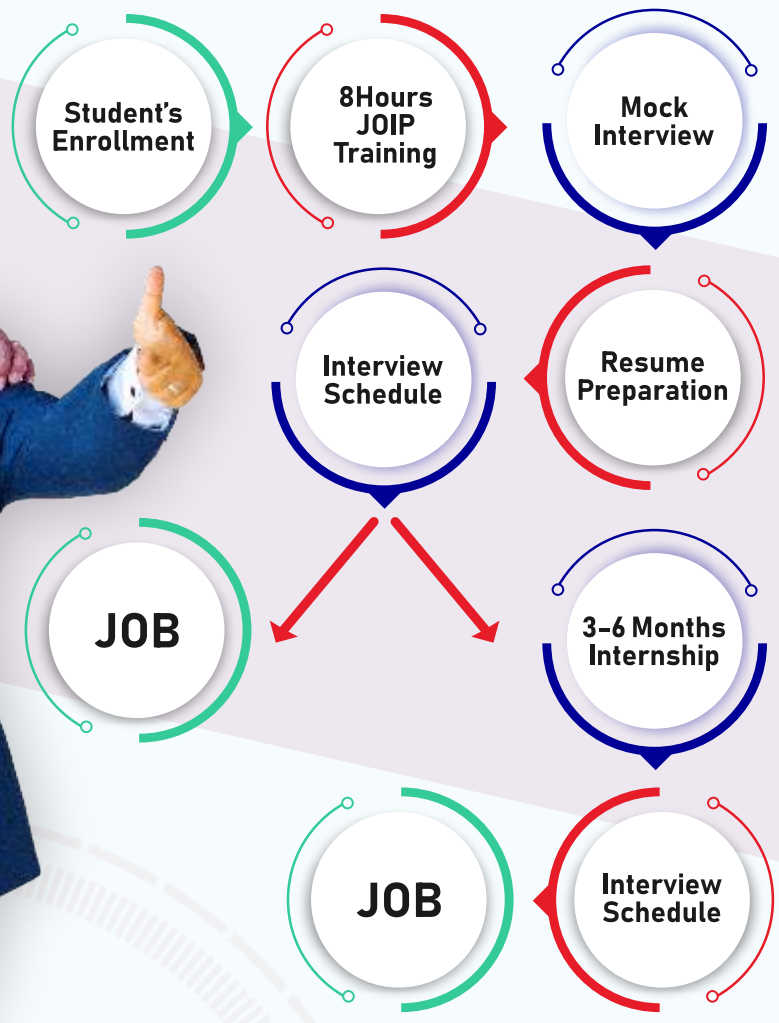 Student's
Enrollment
8Hours
JOIP
Training
Mock
Interview
Resume
Preparation
Interview
Schedule
JOB
3-6 Months
Internship
Interview
Schedule
JOB